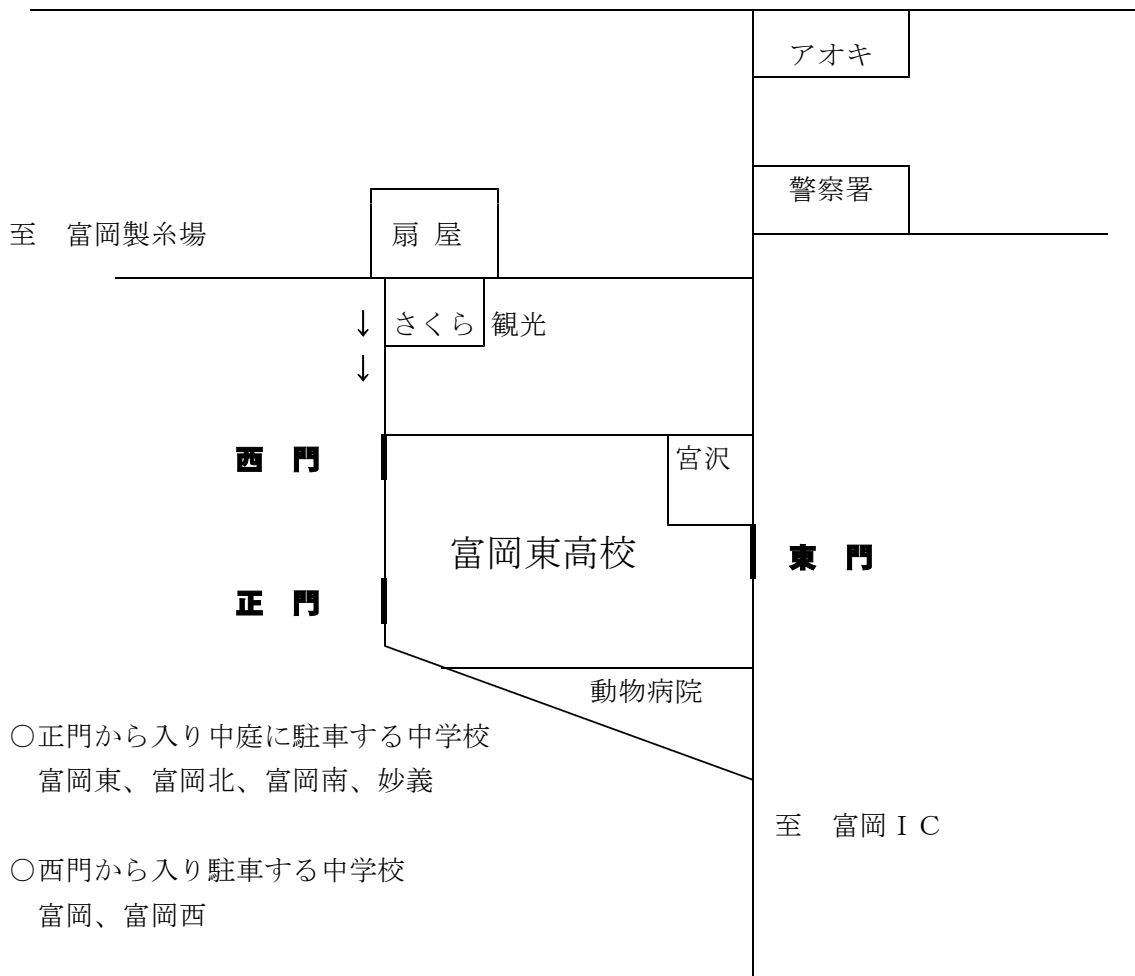 アオキ
警察署
至　富岡製糸場
扇 屋
さくら 観光
↓
↓
西　門
宮沢
富岡東高校
東　門
正　門
動物病院
〇正門から入り中庭に駐車する中学校
富岡東、富岡北、富岡南、妙義
至　富岡ＩＣ
〇西門から入り駐車する中学校
富岡、富岡西